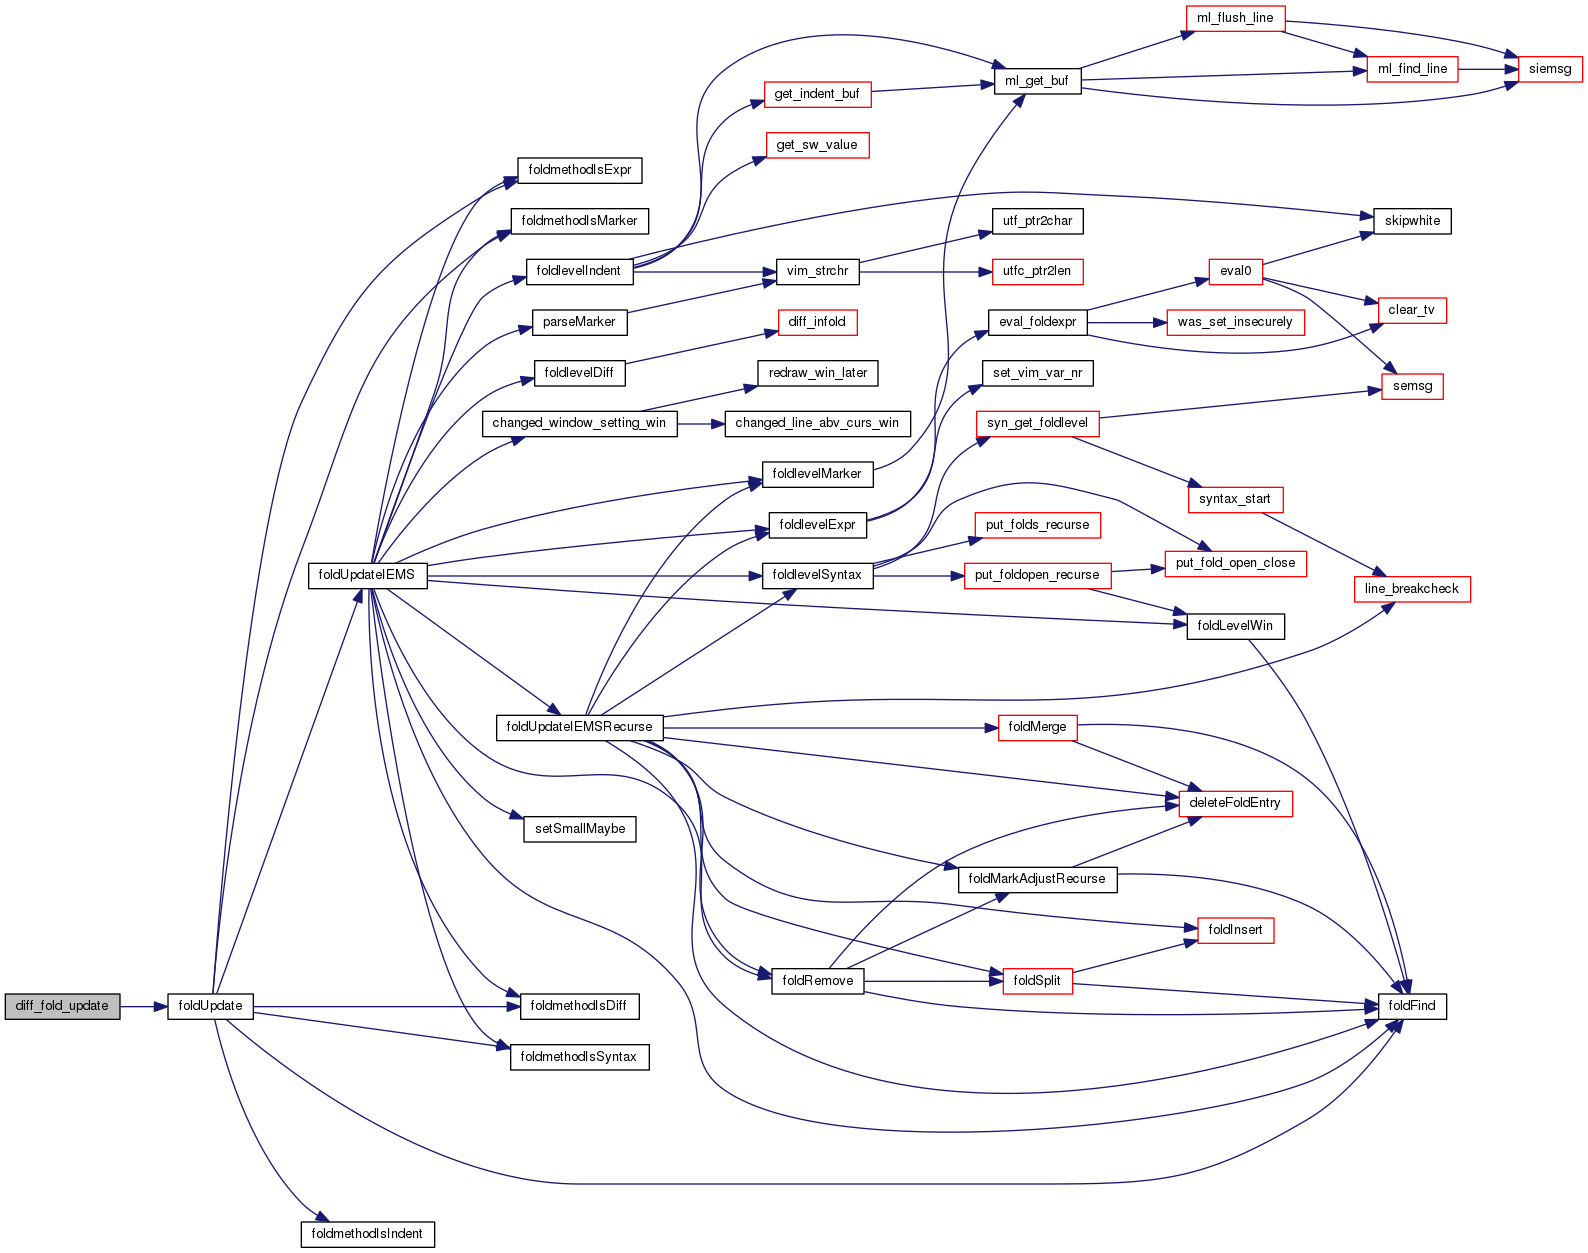 ml_flush_line
ml_find_line
siemsg
ml_get_buf
get_indent_buf
get_sw_value
foldmethodIsExpr
foldmethodIsMarker
utf_ptr2char
skipwhite
foldlevelIndent
vim_strchr
utfc_ptr2len
eval0
clear_tv
parseMarker
diff_infold
eval_foldexpr
was_set_insecurely
foldlevelDiff
redraw_win_later
set_vim_var_nr
semsg
changed_window_setting_win
changed_line_abv_curs_win
syn_get_foldlevel
foldlevelMarker
syntax_start
foldlevelExpr
put_folds_recurse
put_fold_open_close
foldUpdateIEMS
foldlevelSyntax
put_foldopen_recurse
line_breakcheck
foldLevelWin
foldUpdateIEMSRecurse
foldMerge
deleteFoldEntry
setSmallMaybe
foldMarkAdjustRecurse
foldInsert
foldRemove
foldSplit
diff_fold_update
foldUpdate
foldmethodIsDiff
foldFind
foldmethodIsSyntax
foldmethodIsIndent